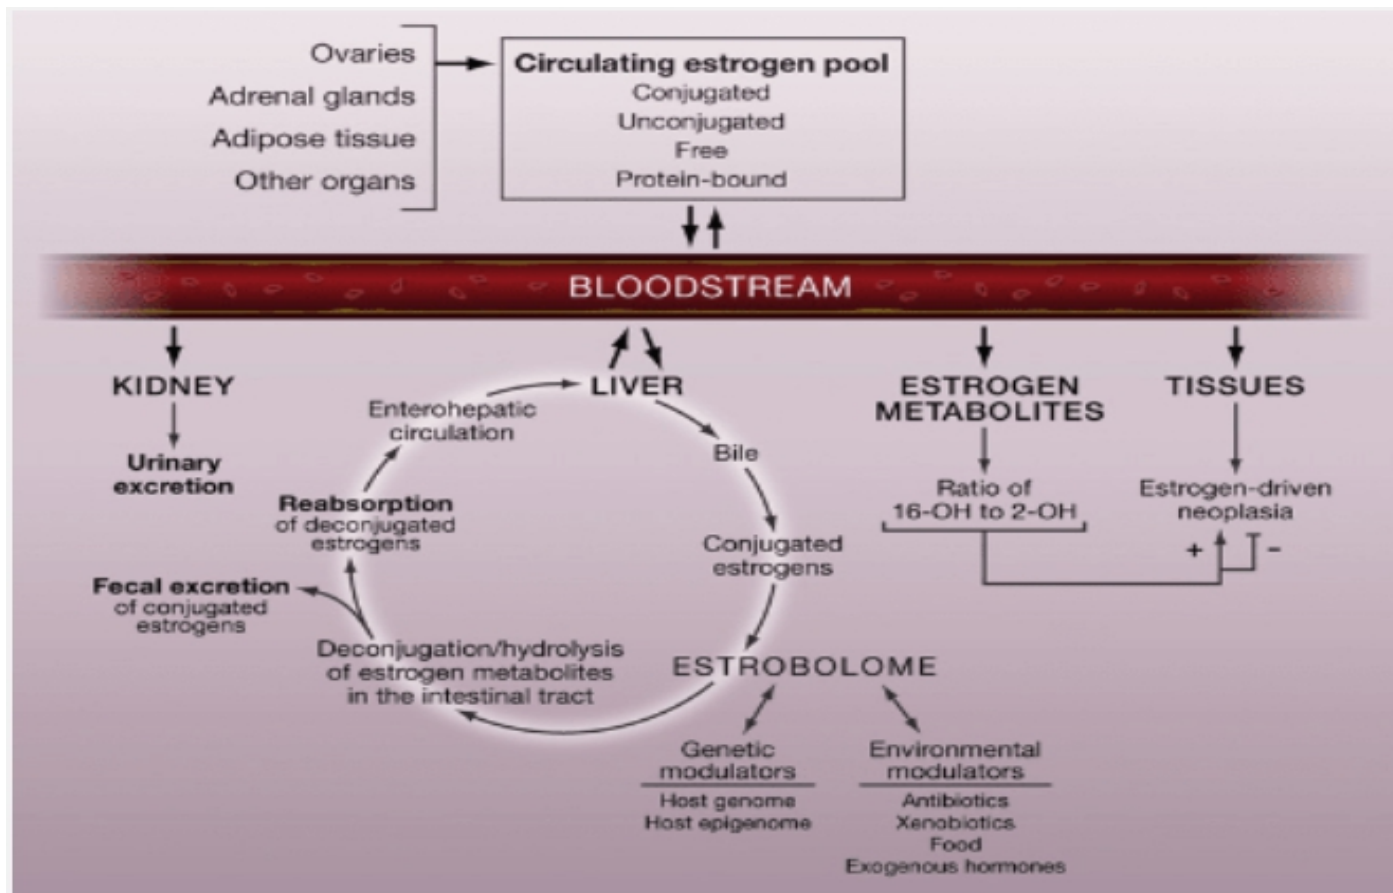 Ovaries
Adrenal glands
Adipose tissue
Other organs
Circulating estrogen pool
Conjugated
Unconjugated
Free
Protein-bound
BLOODSTREAM
KIDNEY
Urinary
excretion
LIVER
Bile
Conjugated
estrogens
ESTROBOLOME
Deconjugation/hydrolysis
of estrogen metabolites
in the intestinal tract
Fecal excretion
of conjugated
estrogens
Reabsorption
of deconjugated
estrogens
Enterohepatic
circulation
Genetic
modulators
Host genome
Host epigenome
Environmental
modulators
Antibiotics
Xenobiotics
Food
Exogenous hormones
ESTROGEN
METABOLITES
Ratio of
16-OH to 2-OH
TISSUES
Estrogen-driven
neoplasia
+ -